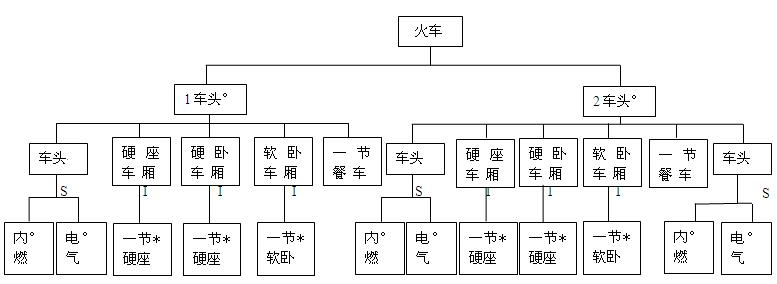 火车
1车头°
2车头°
车头
硬座
车厢
硬卧
车厢
软卧
车厢
一节
餐车
车头
硬座
车厢
硬卧
车厢
软卧
车厢
一节
餐车
车头
S
I
I
I
S
I
I
I
S
内°
燃
电°
气
一节*
硬座
一节*
硬座
一节*
软卧
内°
燃
电°
气
一节*
硬座
一节*
硬座
一节*
软卧
内°
燃
电°
气